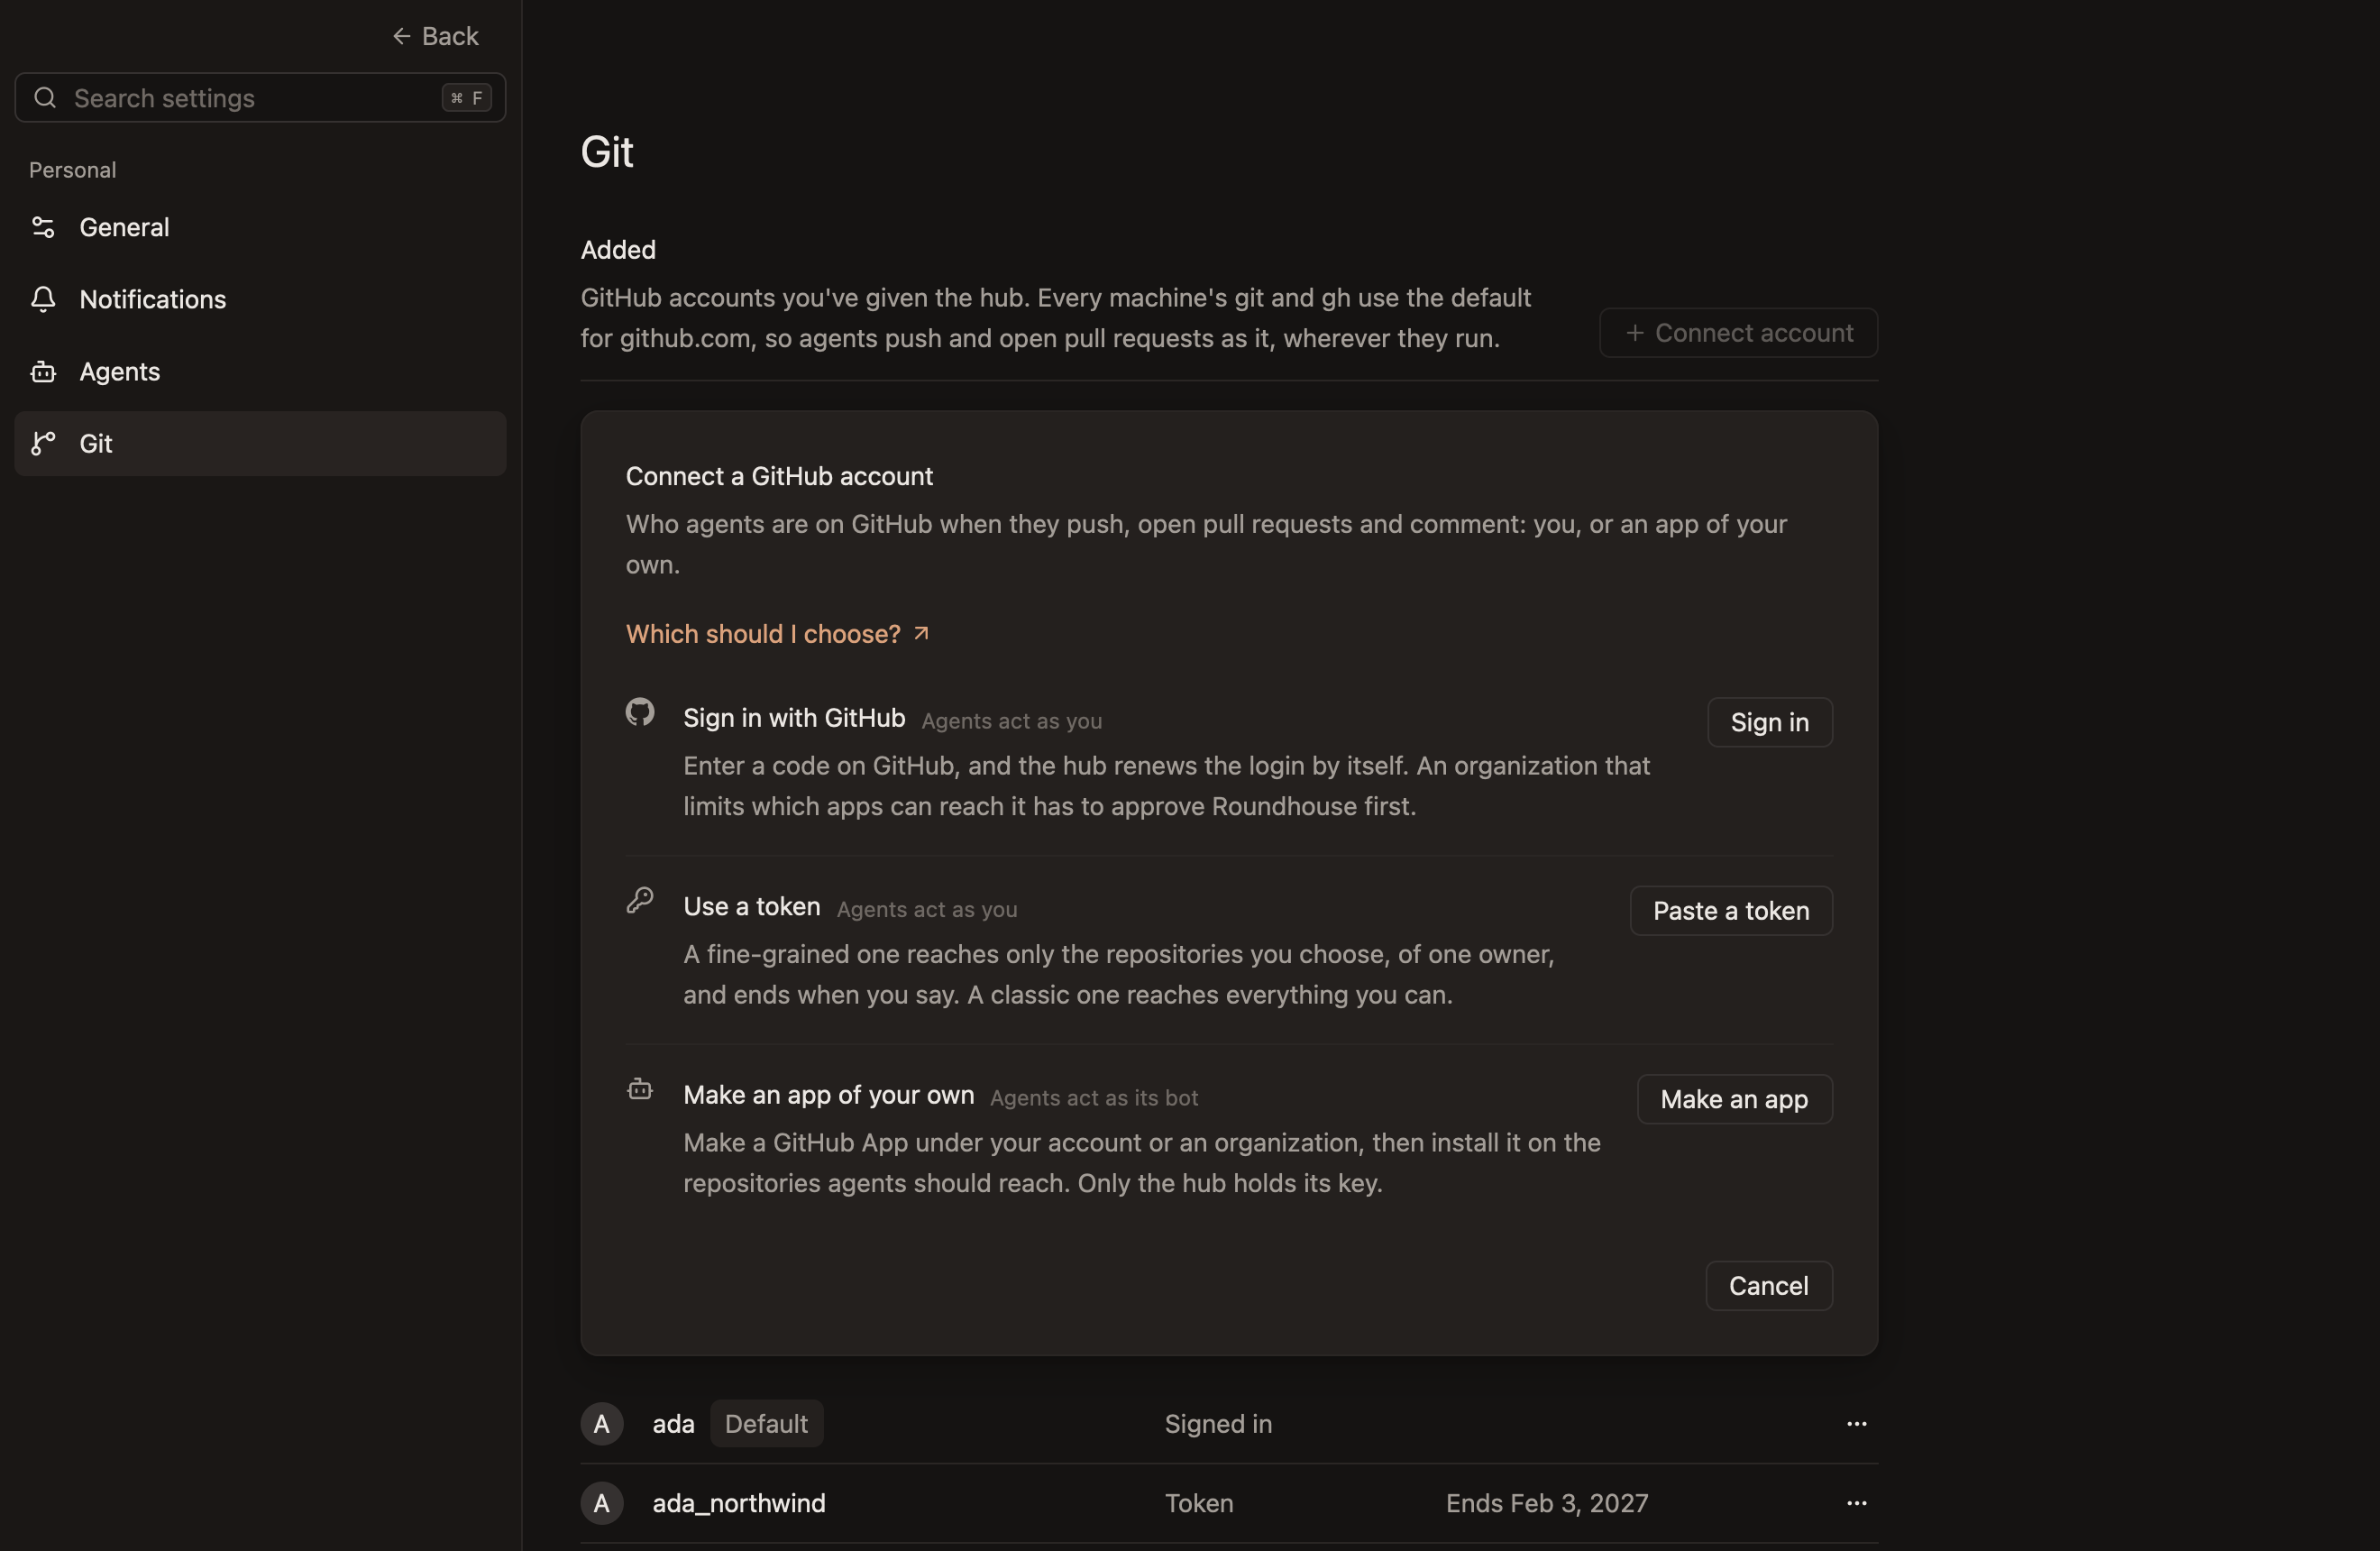 Back
Search settings
⌘ F
Personal
General
Notifications
Agents
Git
Git
Added
GitHub accounts you've given the hub. Every machine's git and gh use the default
for github.com, so agents push and open pull requests as it, wherever they run.
+ Connect account
Connect a GitHub account
Who agents are on GitHub when they push, open pull requests and comment: you, or an app of your
own.
Which should I choose? ↗
Sign in with GitHub Agents act as you
Sign in
Enter a code on GitHub, and the hub renews the login by itself. An organization that
limits which apps can reach it has to approve Roundhouse first.
Use a token Agents act as you
Paste a token
A fine-grained one reaches only the repositories you choose, of one owner,
and ends when you say. A classic one reaches everything you can.
Make an app of your own Agents act as its bot
Make an app
Make a GitHub App under your account or an organization, then install it on the
repositories agents should reach. Only the hub holds its key.
Cancel
A ada Default Signed in
A ada_northwind Token Ends Feb 3, 2027